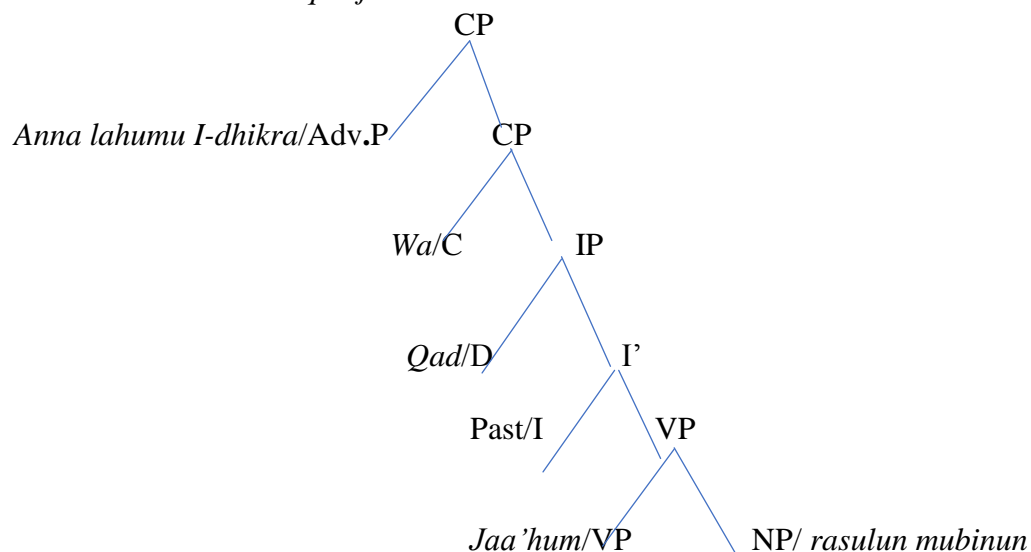 CP
Anna lahumu I-dhikra/Adv.P CP
Wa/C IP
Qad/D I’
Past/I VP
Jaa’hum/VP NP/ rasulun mubinun